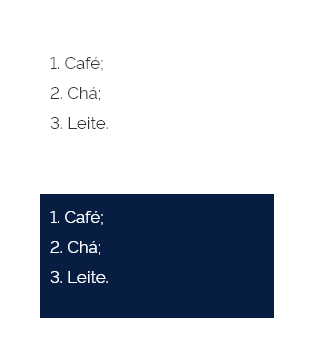 1. Café;
2. Chá;
3. Leite.
1. Café;
2. Chá;
3. Leite.